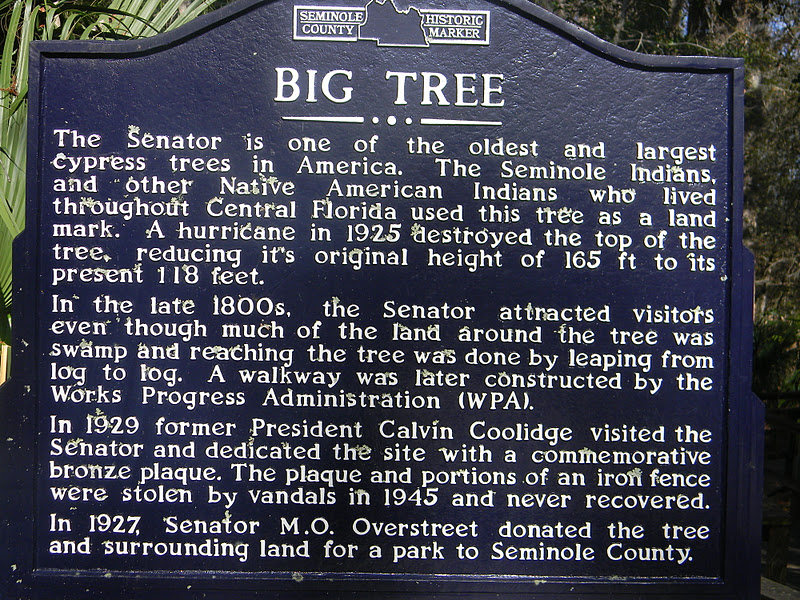 SEMINOLE COUNTY HISTORIC MARKER
BIG TREE
The Senator is one of the oldest and largest
cypress trees in America. The Seminole Indians,
and other Native American Indians who lived
throughout Central Florida used this tree as a land
mark. A hurricane in 1925 destroyed the top of the
tree, reducing it's original height of 165 ft to its
present 118 feet.
In the late 1800s, the Senator attracted visitors
even though much of the land around the tree was
swamp and reaching the tree was done by leaping from
log to log. A walkway was later constructed by the
Works Progress Administration (WPA).
In 1929 former President Calvin Coolidge visited the
Senator and dedicated the site with a commemorative
bronze plaque. The plaque and portions of an iron fence
were stolen by vandals in 1945 and never recovered.
In 1927, Senator M.O. Overstreet donated the tree
and surrounding land for a park to Seminole County.